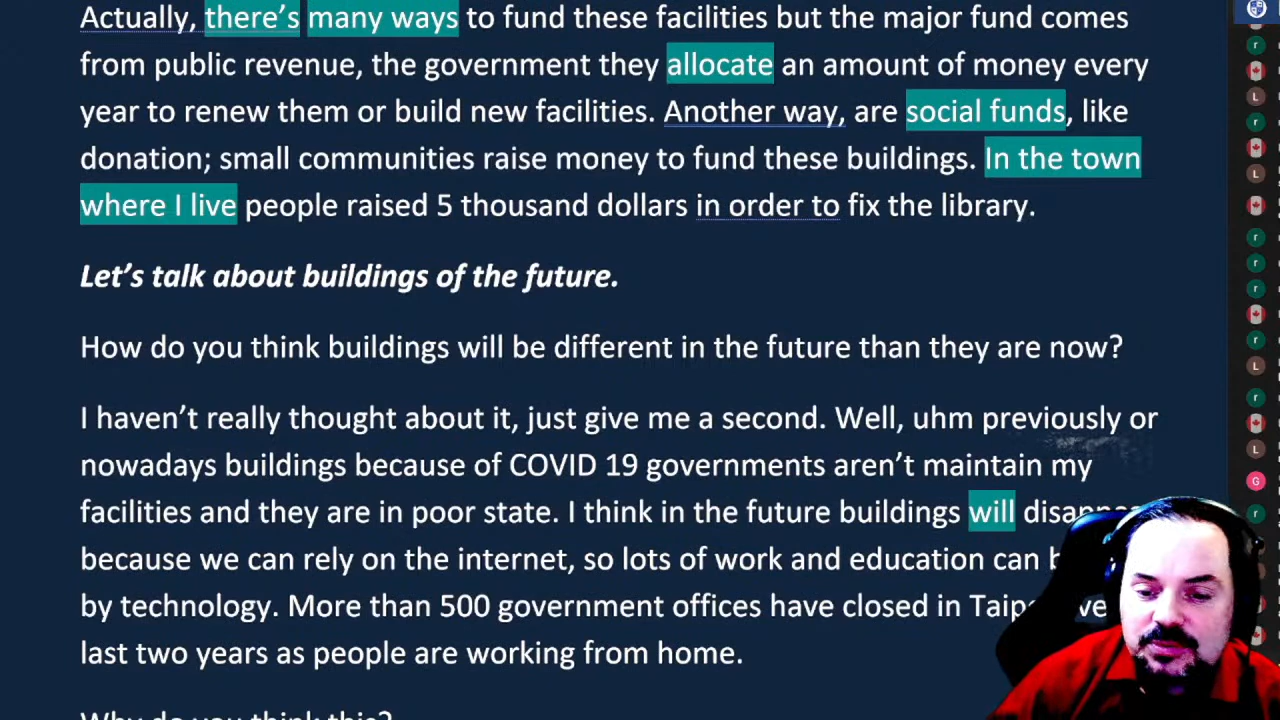 Actually, there's many ways to fund these facilities but the major fund comes
from public revenue, the government they allocate an amount of money every
year to renew them or build new facilities. Another way, are social funds, like
donation; small communities raise money to fund these buildings. In the town
where I live people raised 5 thousand dollars in order to fix the library.
Let's talk about buildings of the future.
How do you think buildings will be different in the future than they are now?
I haven't really thought about it, just give me a second. Well, uhm previously or
nowadays buildings because of COVID 19 governments aren't maintain my
facilities and they are in poor state. I think in the future buildings will
because we can rely on the internet, so lots of work and education can
by technology. More than 500 government offices have closed in
last two years as people are working from home.
Why do you think this?
r
L
r
L
r
r
r
r
L
r
L
G
r